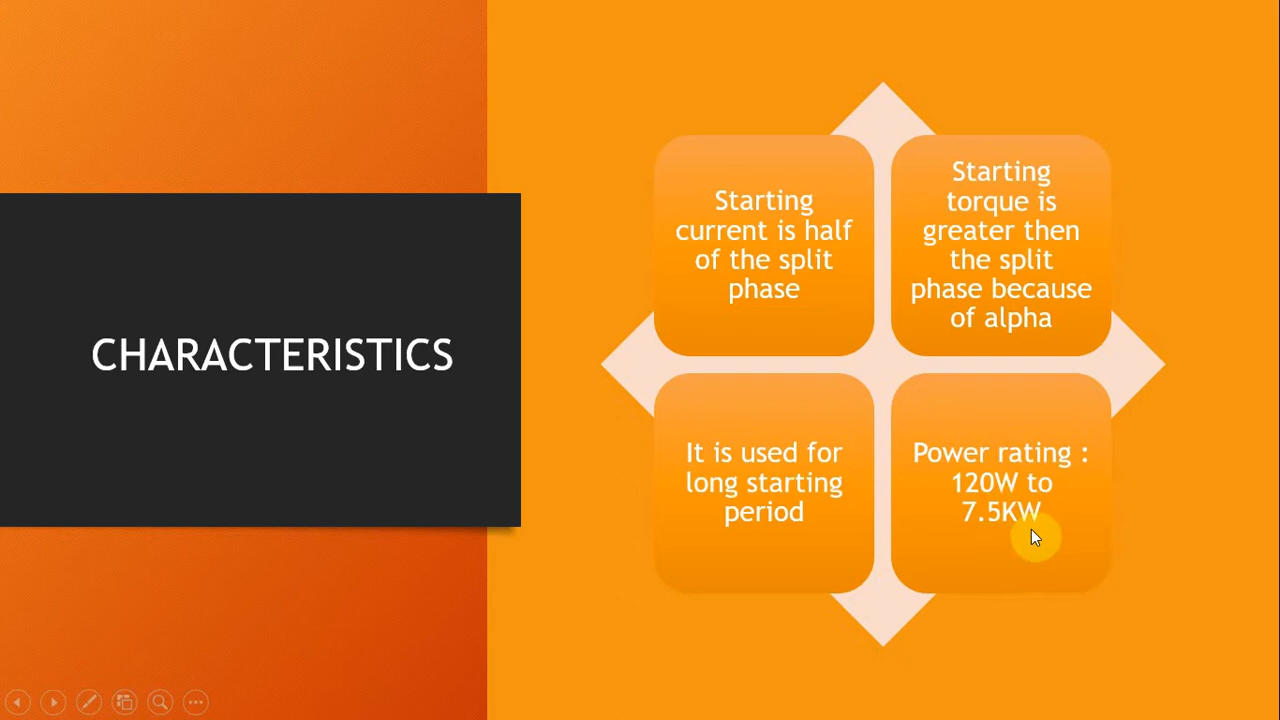 CHARACTERISTICS
Starting
current is half
of the split
phase
Starting
torque is
greater then
the split
phase because
of alpha
It is used for
long starting
period
Power rating :
120W to
7.5KW